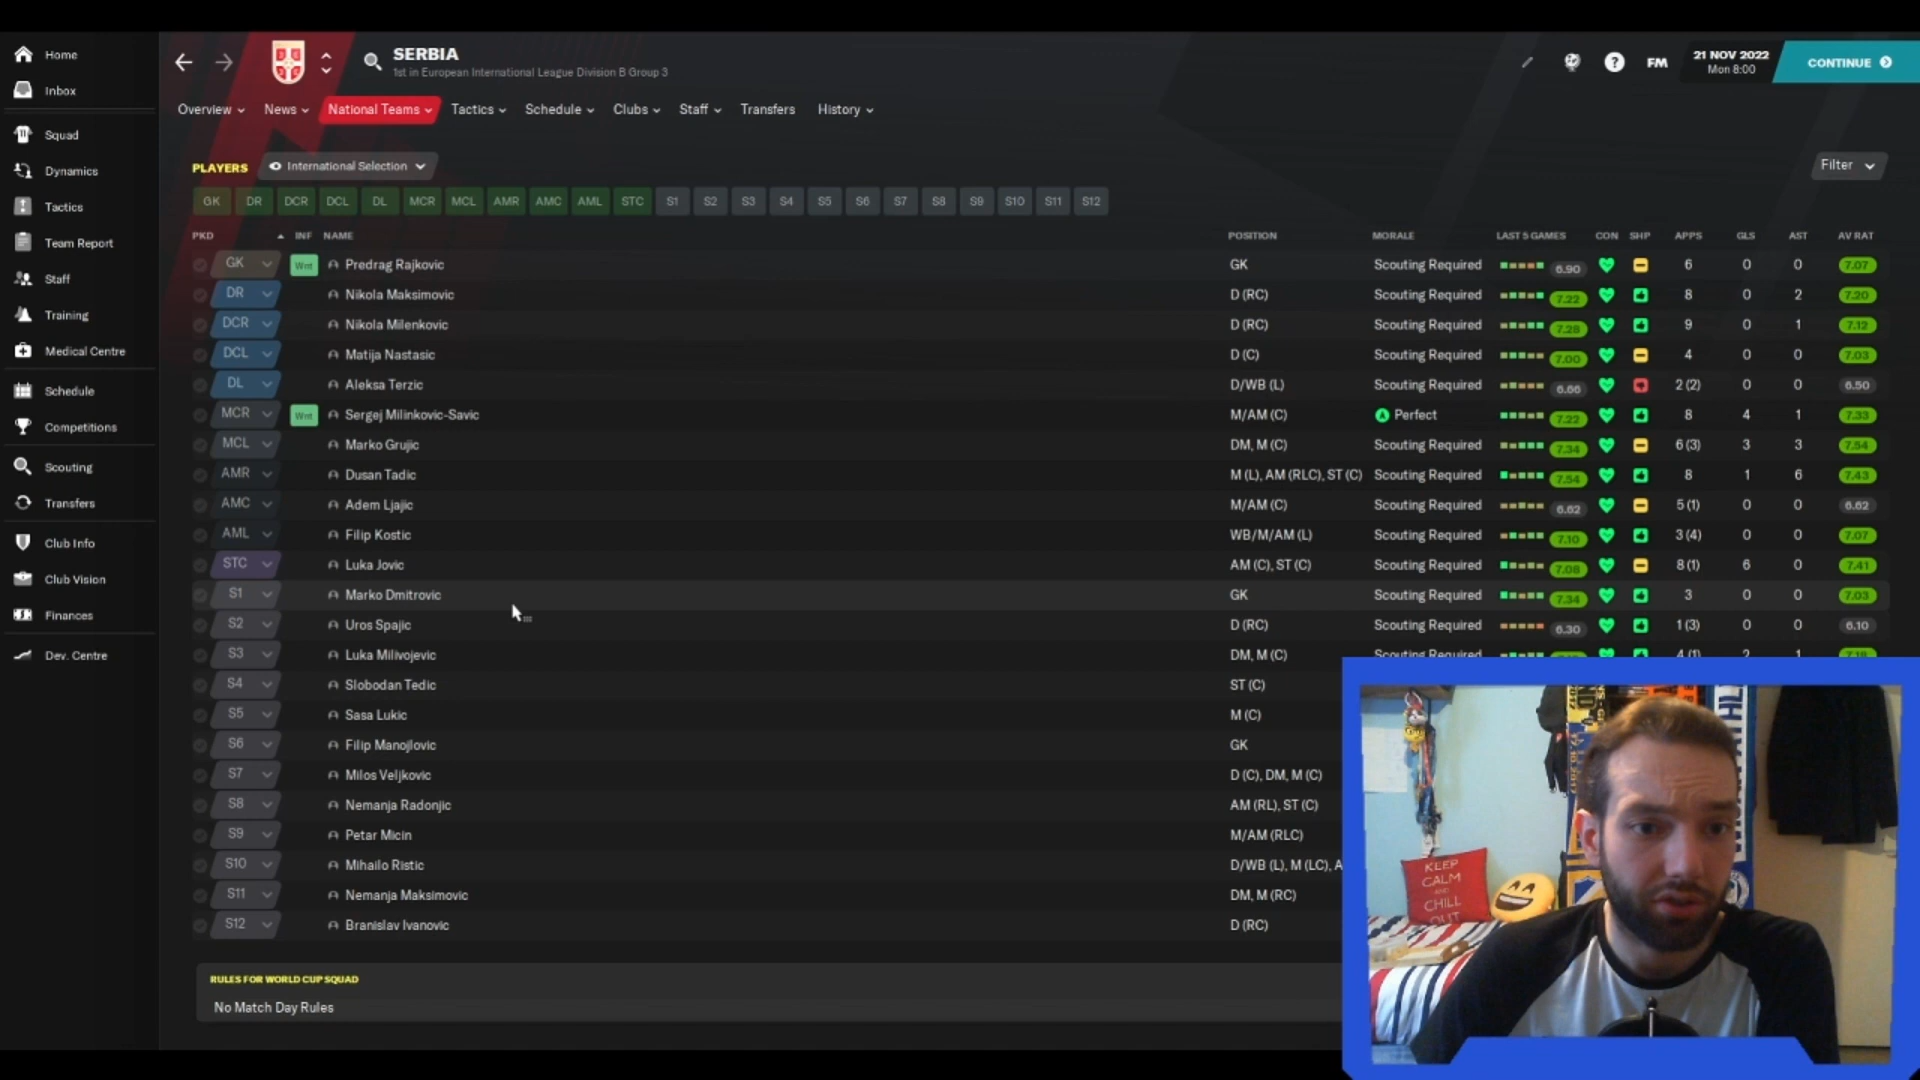 Home
Inbox
Squad
Dynamics
Tactics
Team Report
Staff
Training
Medical Centre
Schedule
Competitions
Scouting
Transfers
Club Info
Club Vision
Finances
Dev. Centre
SERBIA
1st in European International League Division B Group 3
FM
21 NOV 2022
Mon 8:00
CONTINUE
Overview News National Teams Tactics Schedule Clubs Staff Transfers History
PLAYERS International Selection Filter
GK DR DCR DCL DL MCR MCL AMR AMC AML STC S1 S2 S3 S4 S5 S6 S7 S8 S9 S10 S11 S12
PKD INF NAME POSITION MORALE LAST 5 GAMES CON SHP APPS GLS AST AV RAT
GK Wnt Predrag Rajkovic GK Scouting Required 6.90 6 0 0 7.07
DR Nikola Maksimovic D (RC) Scouting Required 7.22 8 0 2 7.20
DCR Nikola Milenkovic D (RC) Scouting Required 7.28 9 0 1 7.12
DCL Matija Nastasic D (C) Scouting Required 7.00 4 0 0 7.03
DL Aleksa Terzic D/WB (L) Scouting Required 6.66 2 (2) 0 0 6.50
MCR Wnt Sergej Milinkovic-Savic M/AM (C) Perfect 7.22 8 4 1 7.33
MCL Marko Grujic DM, M (C) Scouting Required 7.34 6 (3) 3 3 7.54
AMR Dusan Tadic M (L), AM (RLC), ST (C) Scouting Required 7.54 8 1 6 7.43
AMC Adem Ljajic M/AM (C) Scouting Required 6.62 5 (1) 0 0 6.62
AML Filip Kostic WB/M/AM (L) Scouting Required 7.10 3 (4) 0 0 7.07
STC Luka Jovic AM (C), ST (C) Scouting Required 7.08 8 (1) 6 0 7.41
S1 Marko Dmitrovic GK Scouting Required 7.34 3 0 0 7.03
S2 Uros Spajic D (RC) Scouting Required 6.30 1 (3) 0 0 6.10
S3 Luka Milivojevic DM, M (C) Scouting Required 4 (1) 2 1
S4 Slobodan Tedic ST (C)
S5 Sasa Lukic M (C)
S6 Filip Manojlovic GK
S7 Milos Veljkovic D (C), DM, M (C)
S8 Nemanja Radonjic AM (RL), ST (C)
S9 Petar Micin M/AM (RLC)
S10 Mihailo Ristic D/WB (L), M (LC), A
S11 Nemanja Maksimovic DM, M (RC)
S12 Branislav Ivanovic D (RC)
RULES FOR WORLD CUP SQUAD
No Match Day Rules
KEEP
CALM
AND
CHILL
OUT